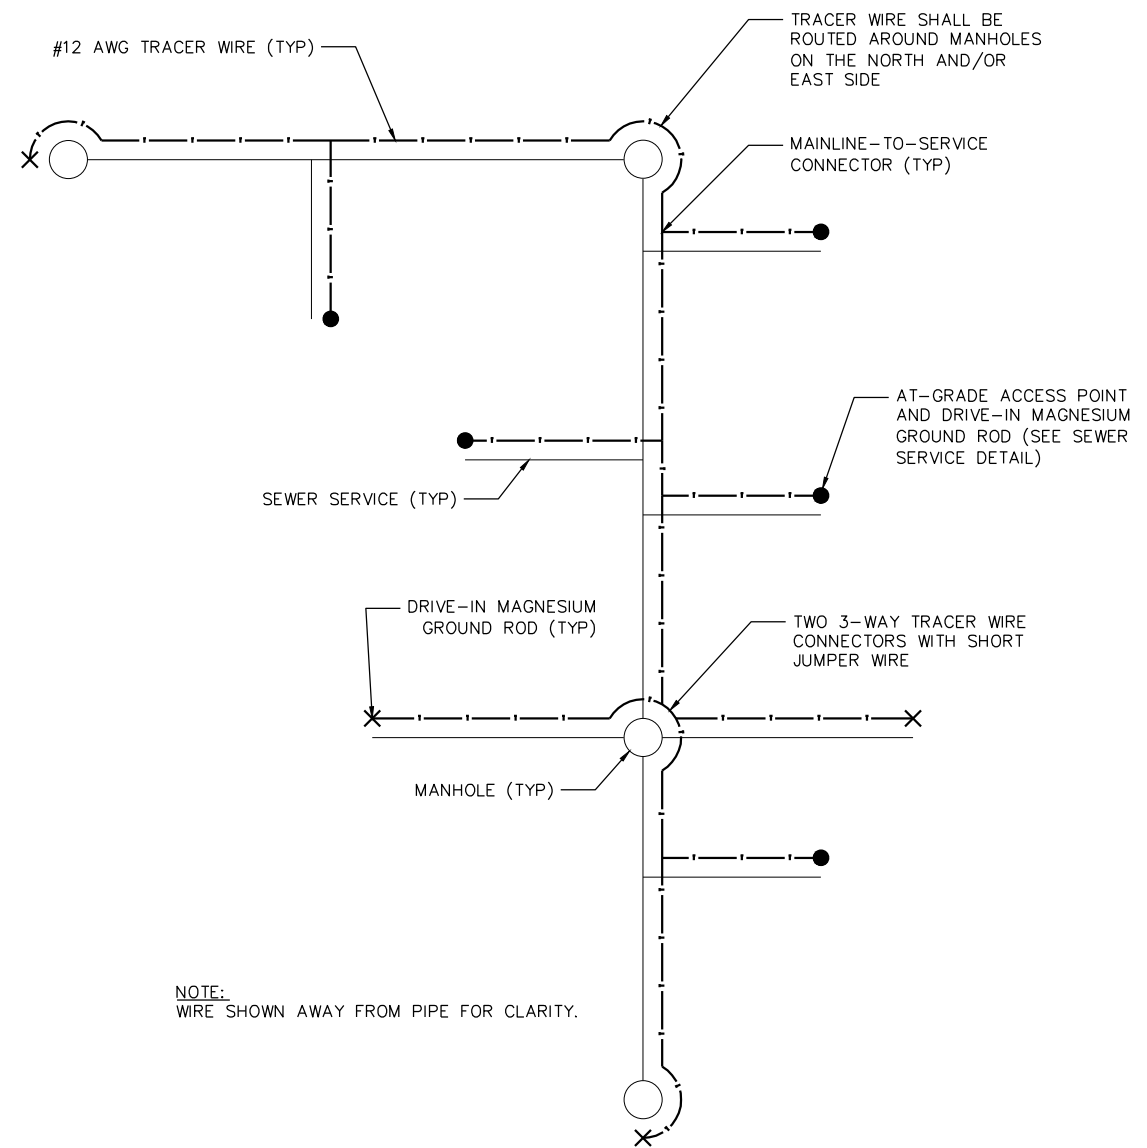 TRACER WIRE SHALL BE
ROUTED AROUND MANHOLES
ON THE NORTH AND/OR
EAST SIDE
#12 AWG TRACER WIRE (TYP)
MAINLINE-TO-SERVICE
CONNECTOR (TYP)
AT-GRADE ACCESS POINT
AND DRIVE-IN MAGNESIUM
GROUND ROD (SEE SEWER
SERVICE DETAIL)
SEWER SERVICE (TYP)
DRIVE-IN MAGNESIUM
GROUND ROD (TYP)
TWO 3-WAY TRACER WIRE
CONNECTORS WITH SHORT
JUMPER WIRE
MANHOLE (TYP)
NOTE:
WIRE SHOWN AWAY FROM PIPE FOR CLARITY.